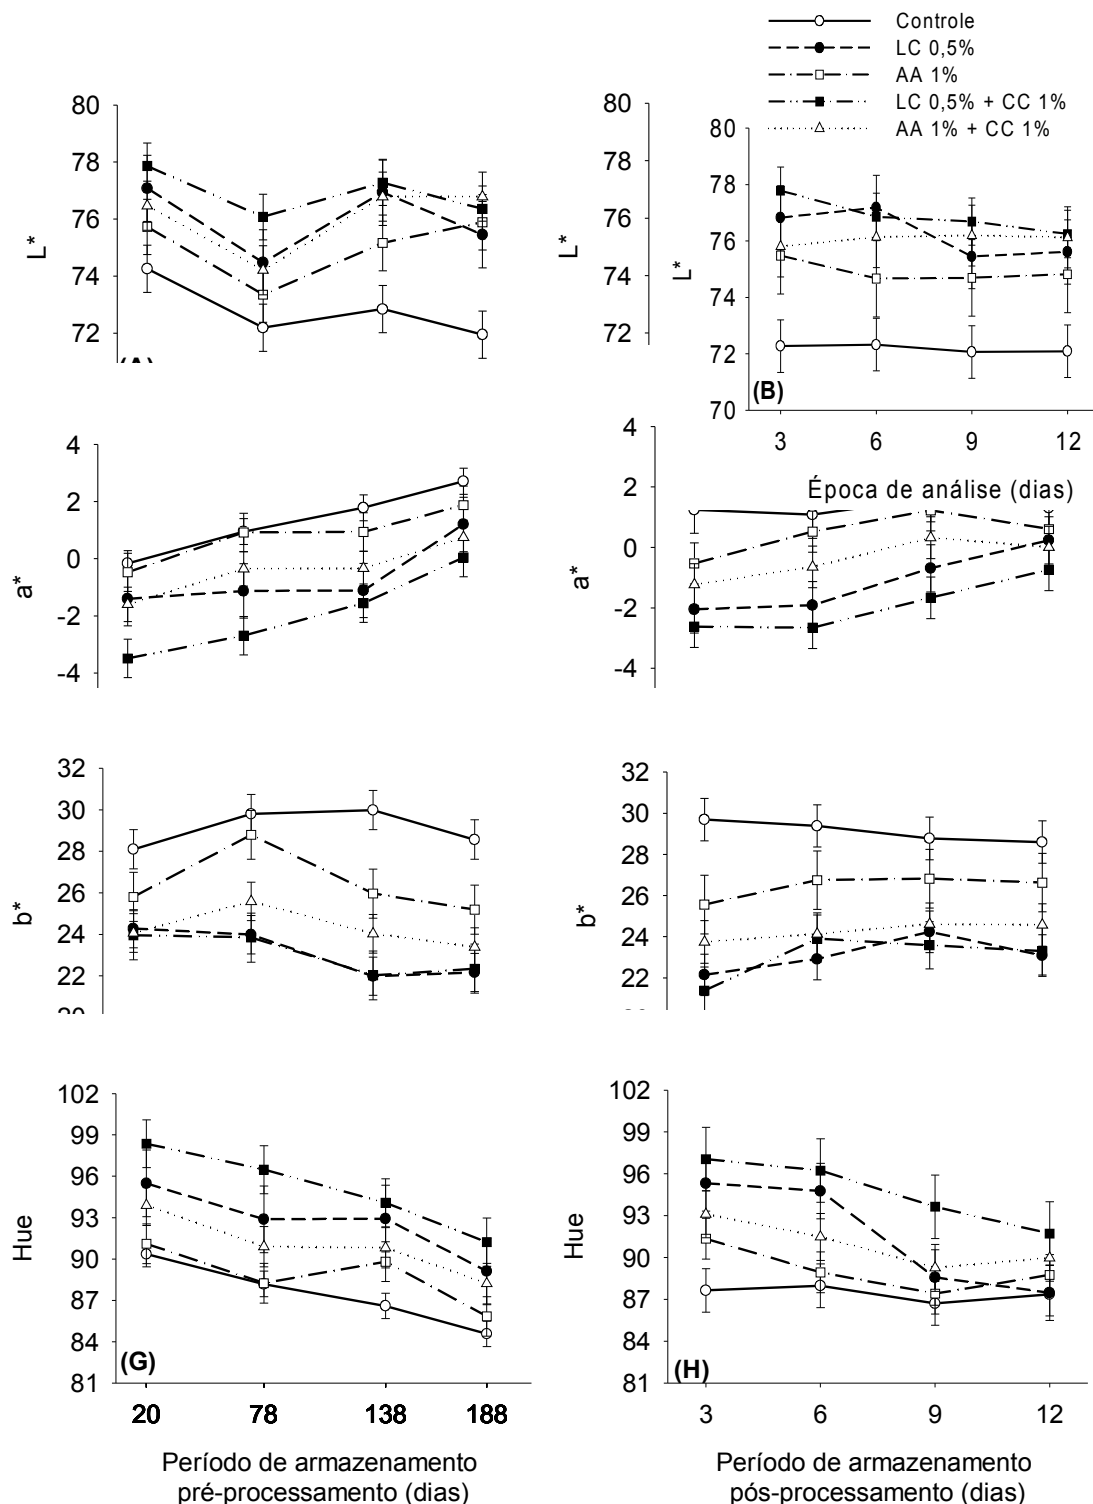 Controle
LC 0,5%
AA 1%
LC 0,5% + CC 1%
AA 1% + CC 1%
80
78
76
74
72
L*
80
78
76
74
72
L*
80
78
76
74
72
70
L*
(B)
3 6 9 12
Época de análise (dias)
4
2
0
-2
-4
a*
4
2
0
-2
-4
a*
32
30
28
26
24
22
b*
32
30
28
26
24
22
b*
102
99
96
93
90
87
84
81
Hue
(G)
20 78 138 188
Período de armazenamento
pré-processamento (dias)
102
99
96
93
90
87
84
81
Hue
(H)
3 6 9 12
Período de armazenamento
pós-processamento (dias)